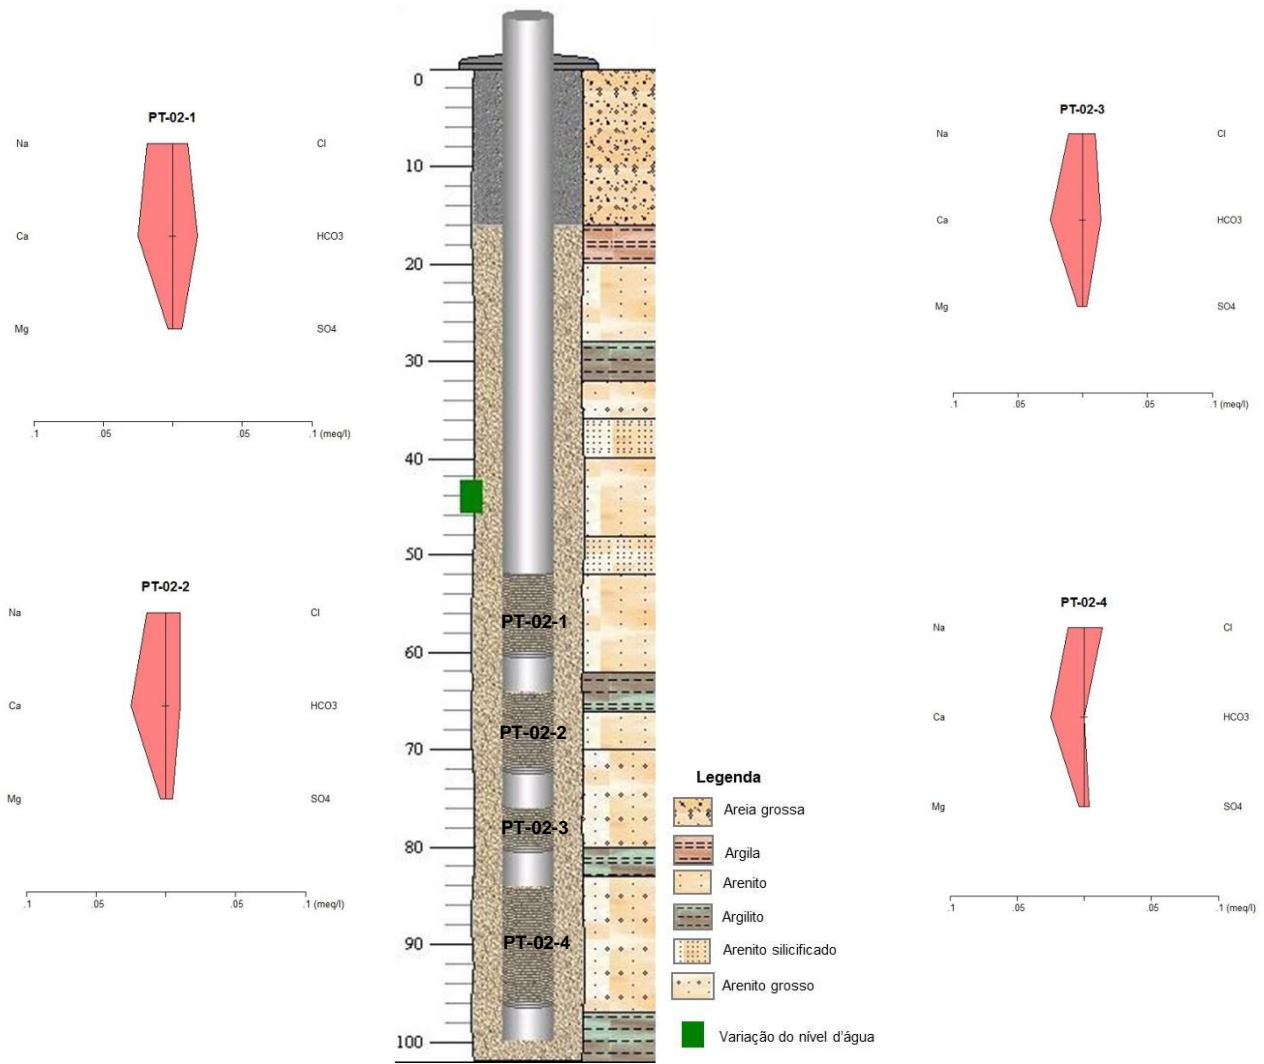 PT-02-1
Na
Cl
Ca
HCO3
Mg
SO4
.1
.05
.05
.1 (meq/l)
PT-02-2
Na
Cl
Ca
HCO3
Mg
SO4
.1
.05
.05
.1 (meq/l)
0
10
20
30
40
50
60
70
80
90
100
PT-02-1
PT-02-2
PT-02-3
PT-02-4
PT-02-3
Na
Cl
Ca
HCO3
Mg
SO4
.1
.05
.05
.1 (meq/l)
PT-02-4
Na
Cl
Ca
HCO3
Mg
SO4
.1
.05
.05
.1 (meq/l)
Legenda
Areia grossa
Argila
Arenito
Argilito
Arenito silicificado
Arenito grosso
Variação do nível d'água